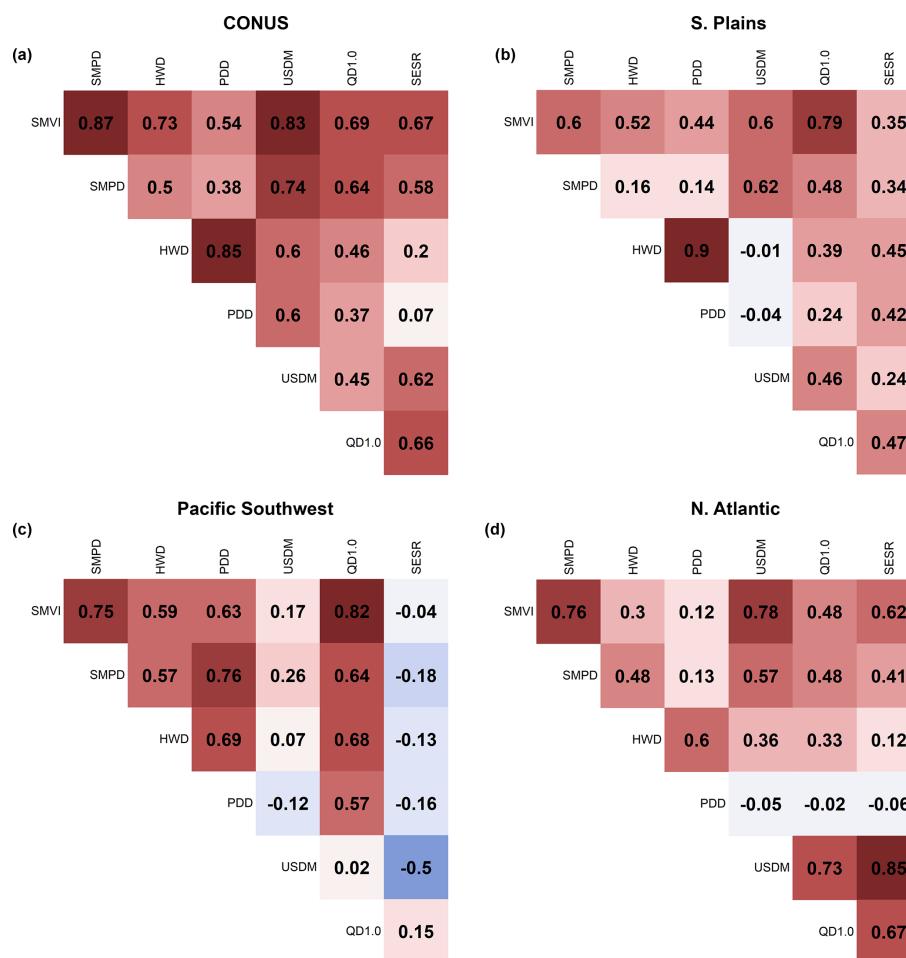 CONUS
(a)
SMPD HWD PDD USDM QD1.0 SESR
SMVI 0.87 0.73 0.54 0.83 0.69 0.67
SMPD 0.5 0.38 0.74 0.64 0.58
HWD 0.85 0.6 0.46 0.2
PDD 0.6 0.37 0.07
USDM 0.45 0.62
QD1.0 0.66
S. Plains
(b)
SMPD HWD PDD USDM QD1.0 SESR
SMVI 0.6 0.52 0.44 0.6 0.79 0.35
SMPD 0.16 0.14 0.62 0.48 0.34
HWD 0.9 -0.01 0.39 0.45
PDD -0.04 0.24 0.42
USDM 0.46 0.24
QD1.0 0.47
Pacific Southwest
(c)
SMPD HWD PDD USDM QD1.0 SESR
SMVI 0.75 0.59 0.63 0.17 0.82 -0.04
SMPD 0.57 0.76 0.26 0.64 -0.18
HWD 0.69 0.07 0.68 -0.13
PDD -0.12 0.57 -0.16
USDM 0.02 -0.5
QD1.0 0.15
N. Atlantic
(d)
SMPD HWD PDD USDM QD1.0 SESR
SMVI 0.76 0.3 0.12 0.78 0.48 0.62
SMPD 0.48 0.13 0.57 0.48 0.41
HWD 0.6 0.36 0.33 0.12
PDD -0.05 -0.02 -0.06
USDM 0.73 0.85
QD1.0 0.67